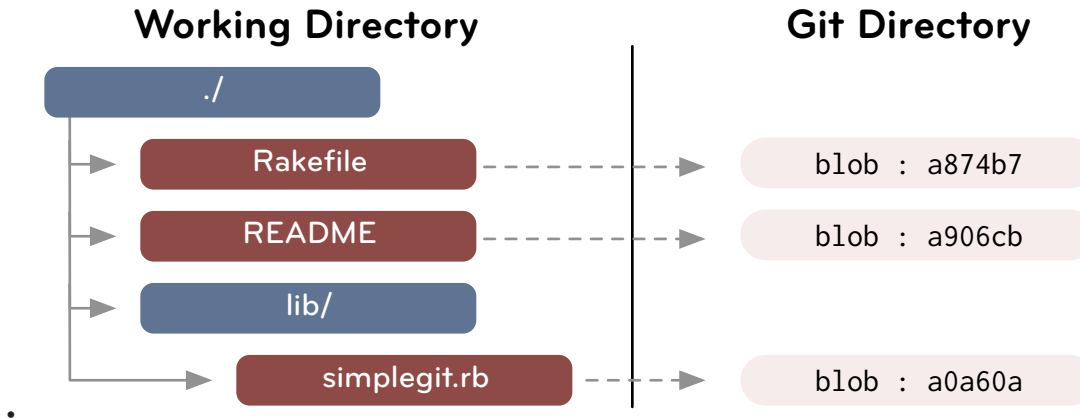 Working Directory
Git Directory
./
Rakefile
blob : a874b7
README
blob : a906cb
lib/
simplegit.rb
blob : a0a60a